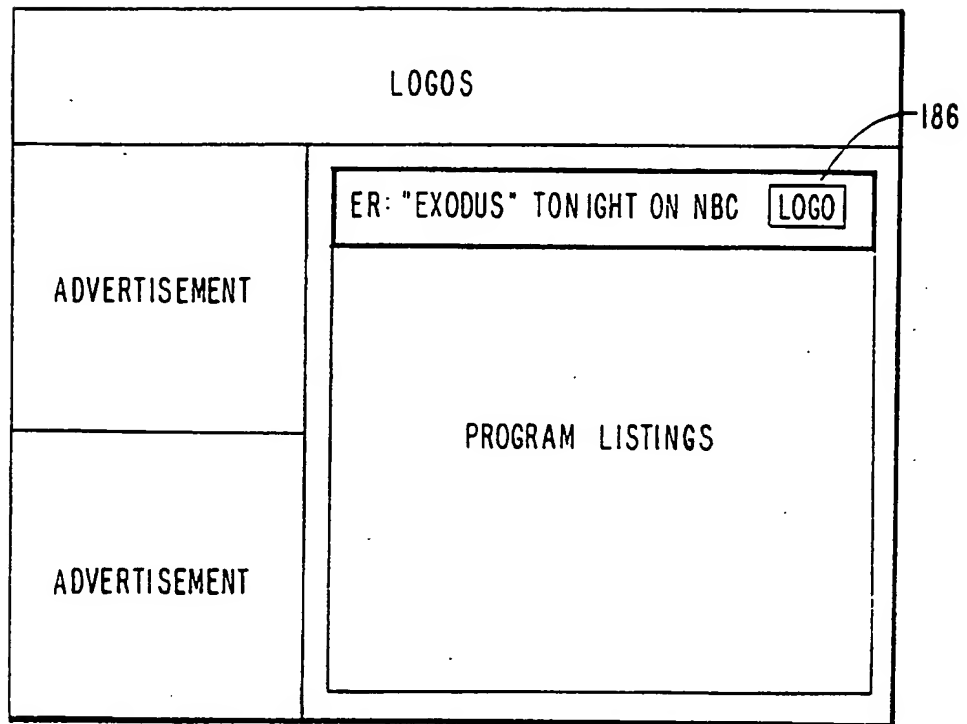 LOGOS
186
ER: "EXODUS" TONIGHT ON NBC LOGO
ADVERTISEMENT
PROGRAM LISTINGS
ADVERTISEMENT